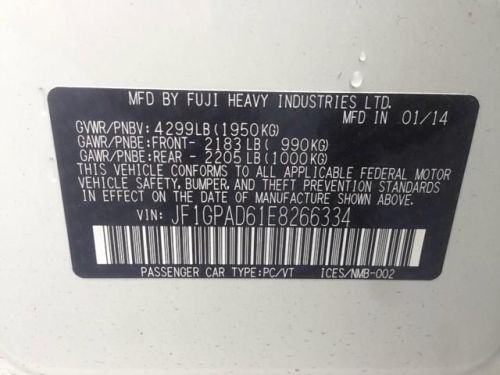 MFD BY FUJI HEAVY INDUSTRIES LTD.
MFD IN 01/14
GVWR/PNBV: 4299LB(1950KG)
GAWR/PNBE:FRONT- 2183LB( 990KG)
GAWR/PNBE:REAR - 2205LB(1000KG)
THIS VEHICLE CONFORMS TO ALL APPLICABLE FEDERAL MOTOR
VEHICLE SAFETY, BUMPER, AND THEFT PREVENTION STANDARDS
IN EFFECT ON THE DATE OF MANUFACTURE SHOWN ABOVE.
VIN: JF1GPAD61E8266334
PASSENGER CAR TYPE:PC/VT ICES/NMB-002